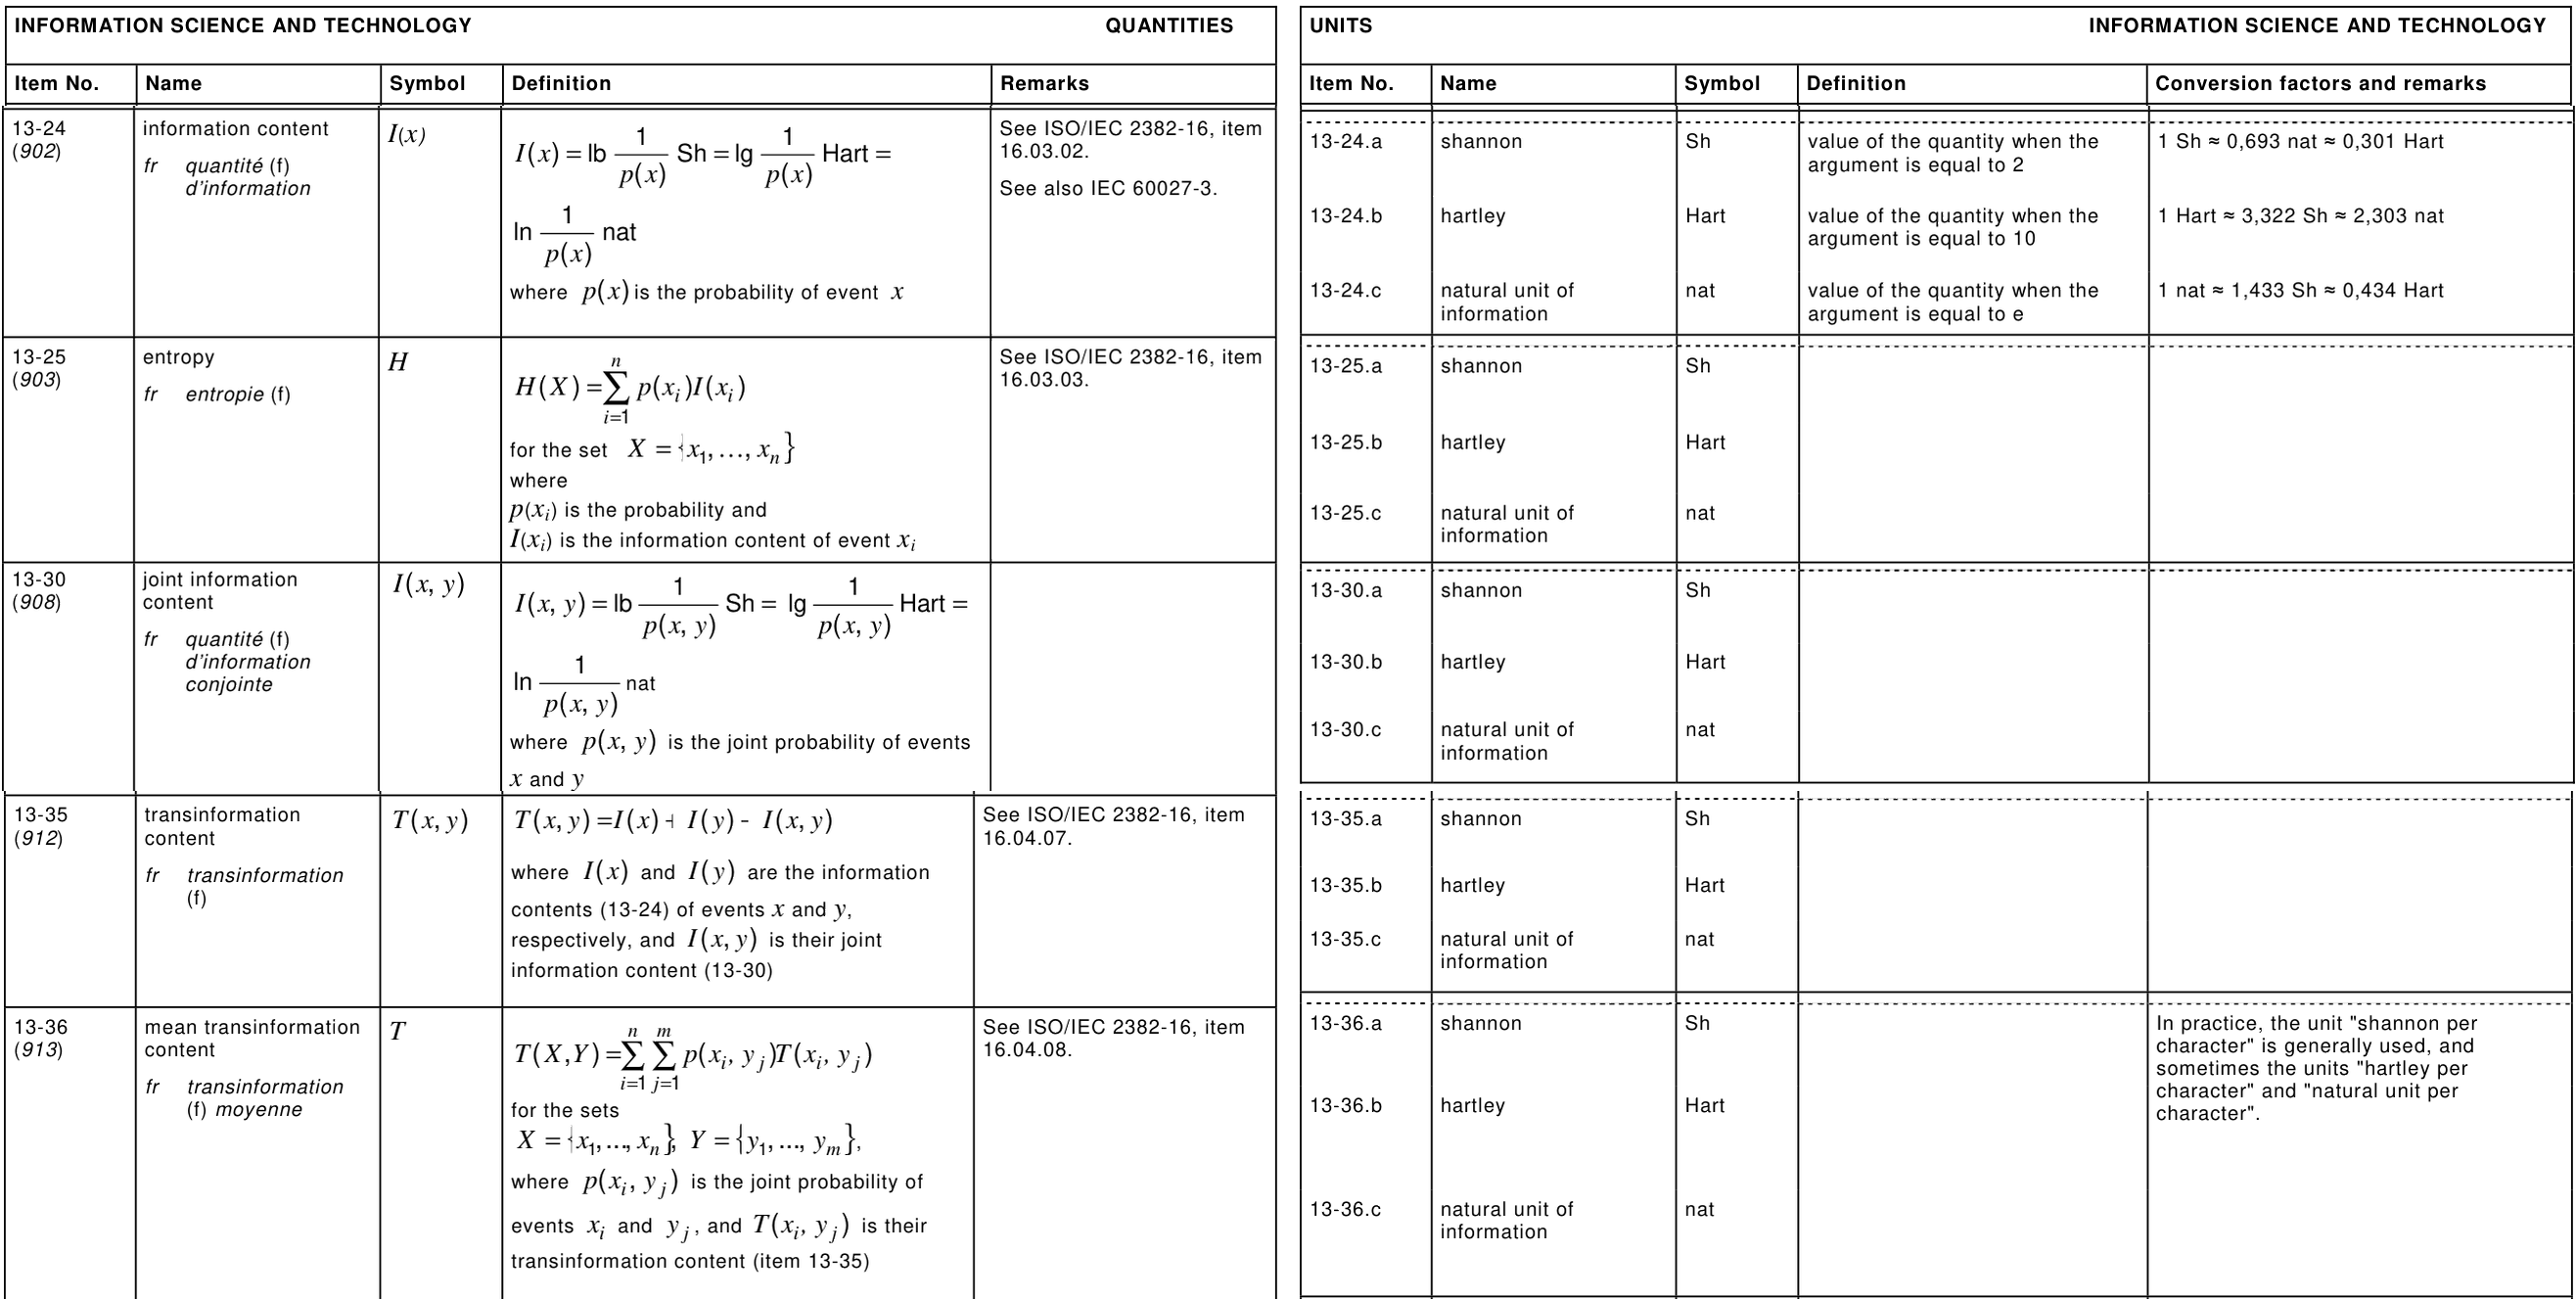 INFORMATION SCIENCE AND TECHNOLOGY QUANTITIES
Item No. Name Symbol Definition Remarks
13-24 information content I(x) I(x) = lb 1/p(x) Sh = lg 1/p(x) Hart = See ISO/IEC 2382-16, item
(902) 16.03.02.
fr quantité (f) See also IEC 60027-3.
d'information
ln 1/p(x) nat
where p(x) is the probability of event x
13-25 entropy H H(X) = ∑_{i=1}^{n} p(x_i)I(x_i) See ISO/IEC 2382-16, item
(903) 16.03.03.
fr entropie (f)
for the set X = {x_1, ..., x_n}
where
p(x_i) is the probability and
I(x_i) is the information content of event x_i
13-30 joint information I(x, y) I(x, y) = lb 1/p(x, y) Sh = lg 1/p(x, y) Hart =
(908) content
fr quantité (f)
d'information
conjointe
ln 1/p(x, y) nat
where p(x, y) is the joint probability of events
x and y
13-35 transinformation T(x, y) T(x, y) = I(x) + I(y) - I(x, y) See ISO/IEC 2382-16, item
(912) content 16.04.07.
fr transinformation
(f)
where I(x) and I(y) are the information
contents (13-24) of events x and y,
respectively, and I(x, y) is their joint
information content (13-30)
13-36 mean transinformation T T(X,Y) = ∑_{i=1}^{n} ∑_{j=1}^{m} p(x_i, y_j)T(x_i, y_j) See ISO/IEC 2382-16, item
(913) content 16.04.08.
fr transinformation
(f) moyenne
for the sets
X = {x_1, ..., x_n}, Y = {y_1, ..., y_m},
where p(x_i, y_j) is the joint probability of
events x_i and y_j, and T(x_i, y_j) is their
transinformation content (item 13-35)
UNITS INFORMATION SCIENCE AND TECHNOLOGY
Item No. Name Symbol Definition Conversion factors and remarks
13-24.a shannon Sh value of the quantity when the 1 Sh ≈ 0,693 nat ≈ 0,301 Hart
argument is equal to 2
13-24.b hartley Hart value of the quantity when the 1 Hart ≈ 3,322 Sh ≈ 2,303 nat
argument is equal to 10
13-24.c natural unit of nat value of the quantity when the 1 nat ≈ 1,433 Sh ≈ 0,434 Hart
information argument is equal to e
13-25.a shannon Sh
13-25.b hartley Hart
13-25.c natural unit of nat
information
13-30.a shannon Sh
13-30.b hartley Hart
13-30.c natural unit of nat
information
13-35.a shannon Sh
13-35.b hartley Hart
13-35.c natural unit of nat
information
13-36.a shannon Sh In practice, the unit "shannon per
character" is generally used, and
sometimes the units "hartley per
character" and "natural unit per
character".
13-36.b hartley Hart
13-36.c natural unit of nat
information